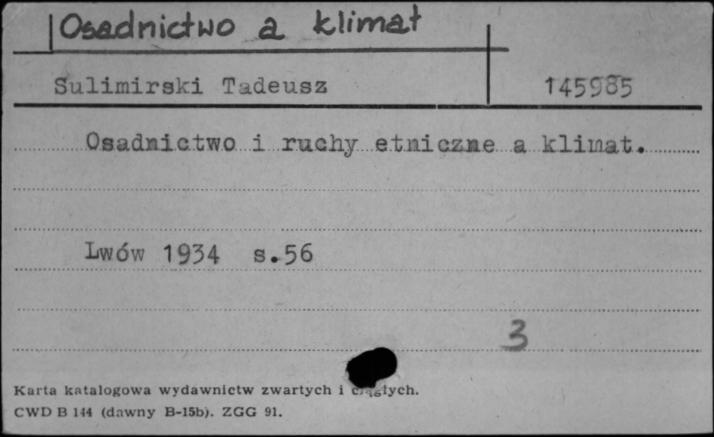 Osadnictwo a klimat
Sulimirski Tadeusz 145985
Osadnictwo i ruchy etniczne a klimat.
Lwów 1934 s.56
3
Karta katalogowa wydawnictw zwartych i ciągłych.
CWD B 144 (dawny B-15b). ZGG 91.